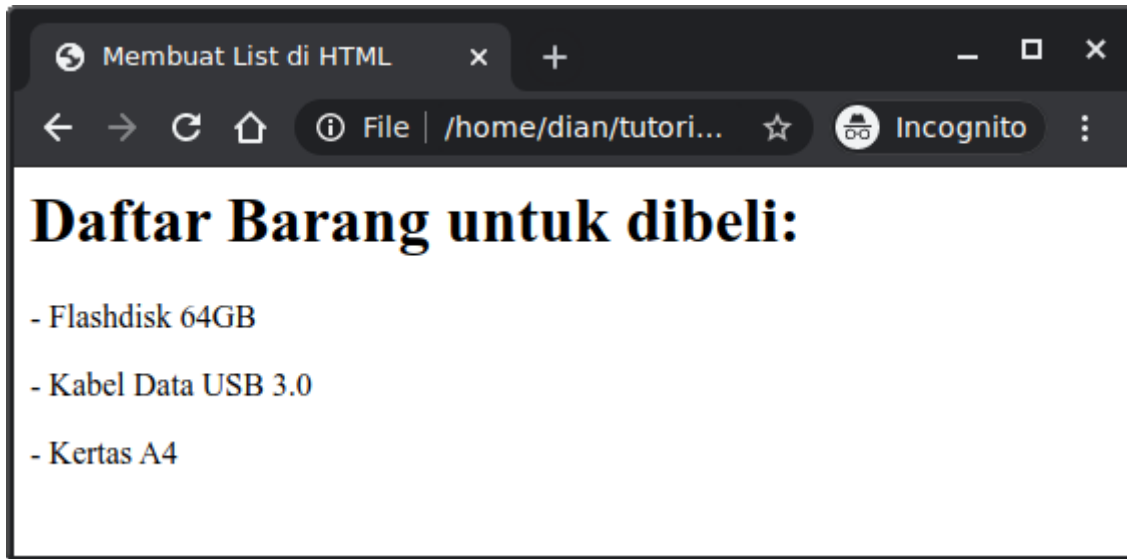 Membuat List di HTML
File /home/dian/tutori... Incognito
Daftar Barang untuk dibeli:
- Flashdisk 64GB
- Kabel Data USB 3.0
- Kertas A4